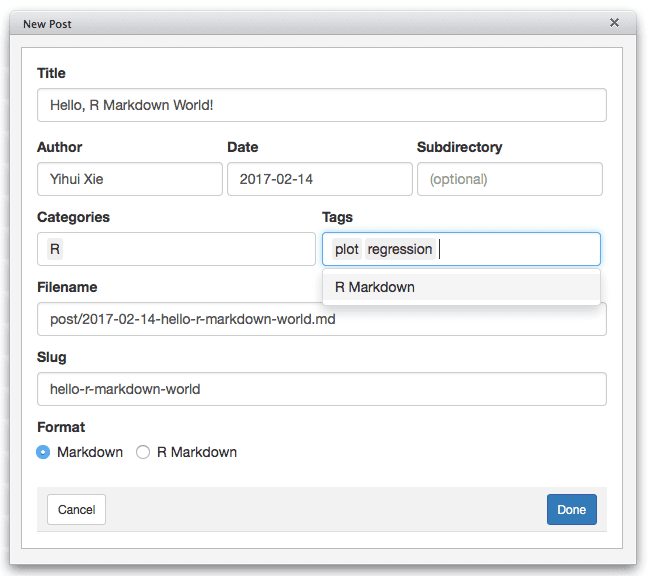 New Post
Title
Hello, R Markdown World!
Author Date Subdirectory
Yihui Xie 2017-02-14 (optional)
Categories Tags
R plot regression
R Markdown
Filename
post/2017-02-14-hello-r-markdown-world.md
Slug
hello-r-markdown-world
Format
Markdown R Markdown
Cancel Done